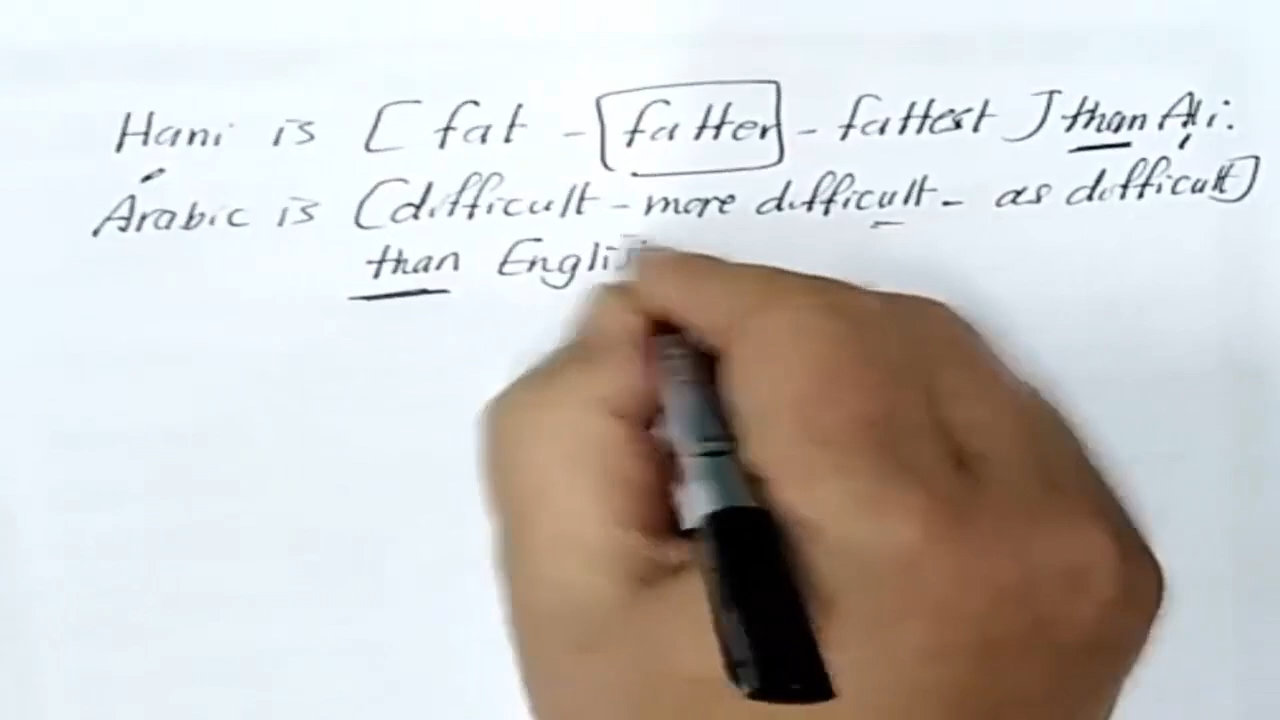 Hani is [ fat - fatter - fattest ] than Ali.
Arabic is (difficult - more difficult - as difficult)
than